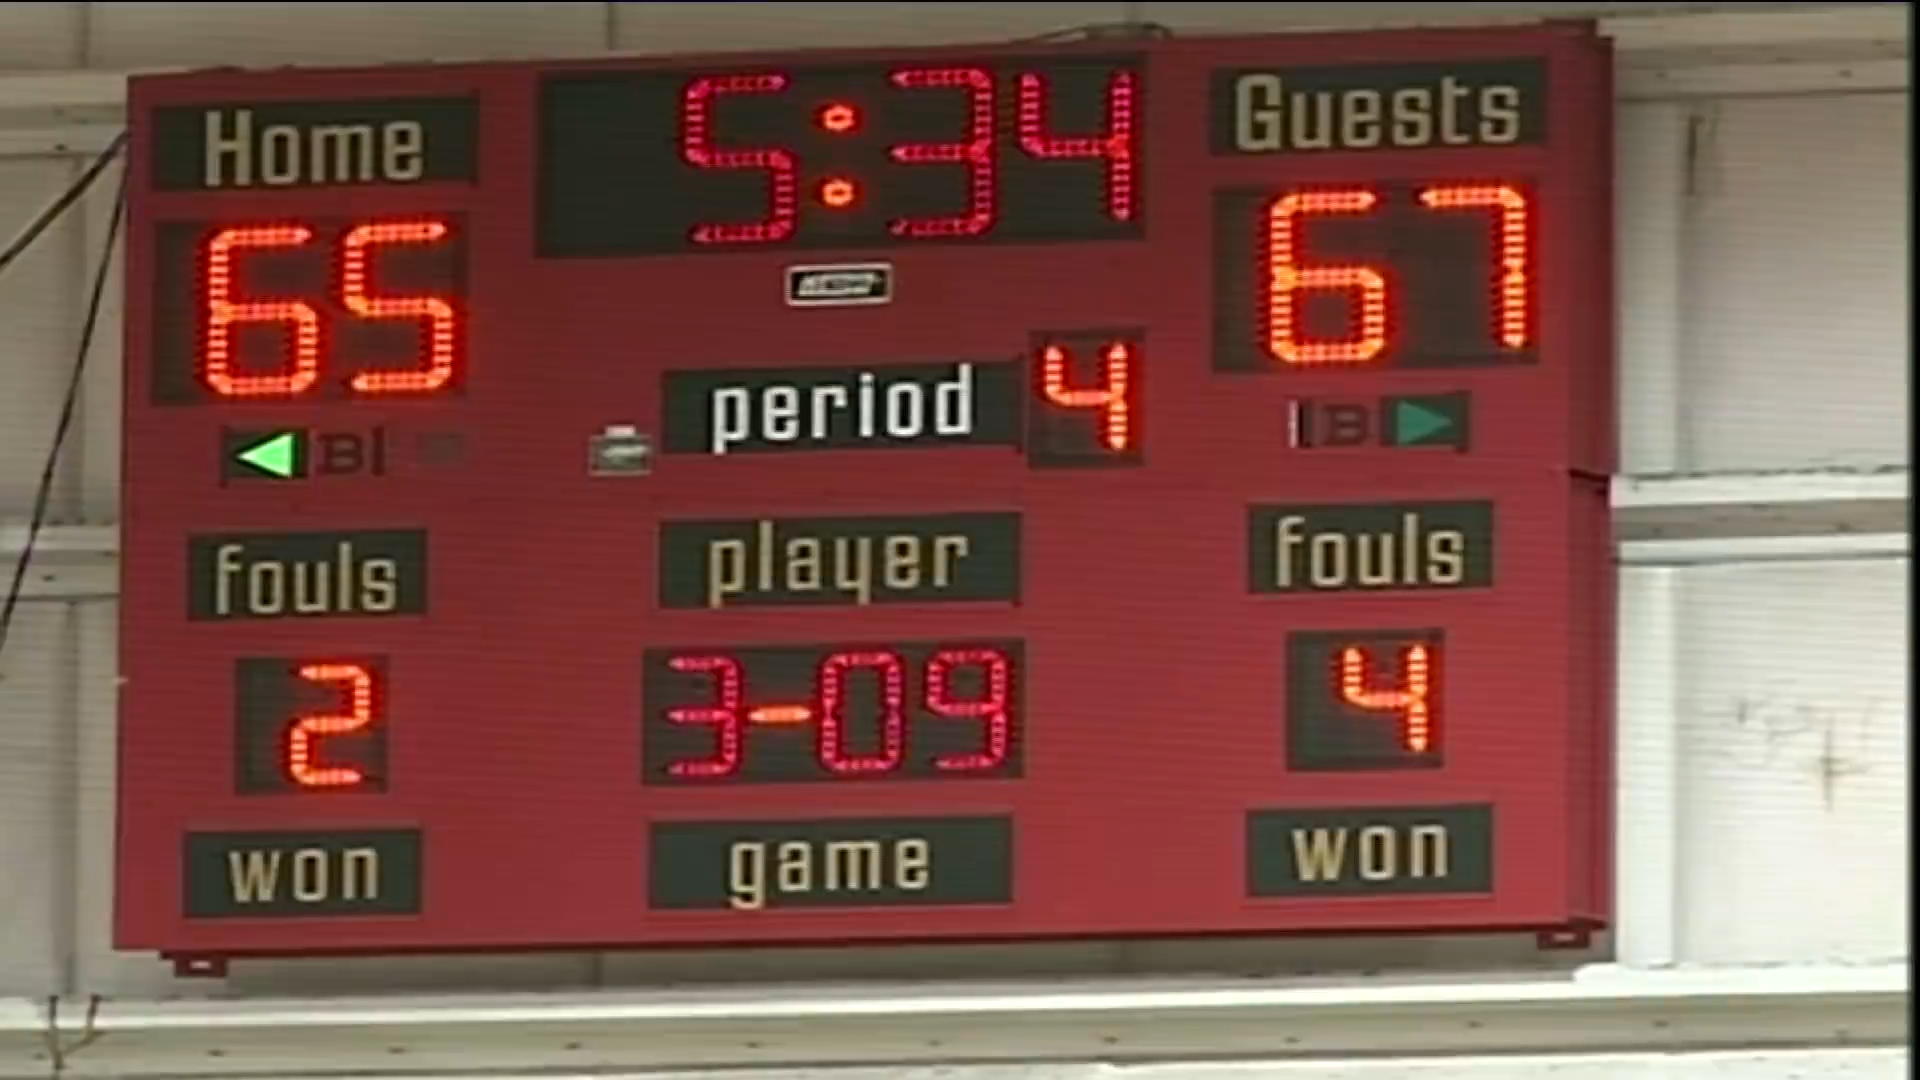 Home 5:34 Guests
65 67
period 4
B B
fouls player fouls
2 3-09 4
won game won